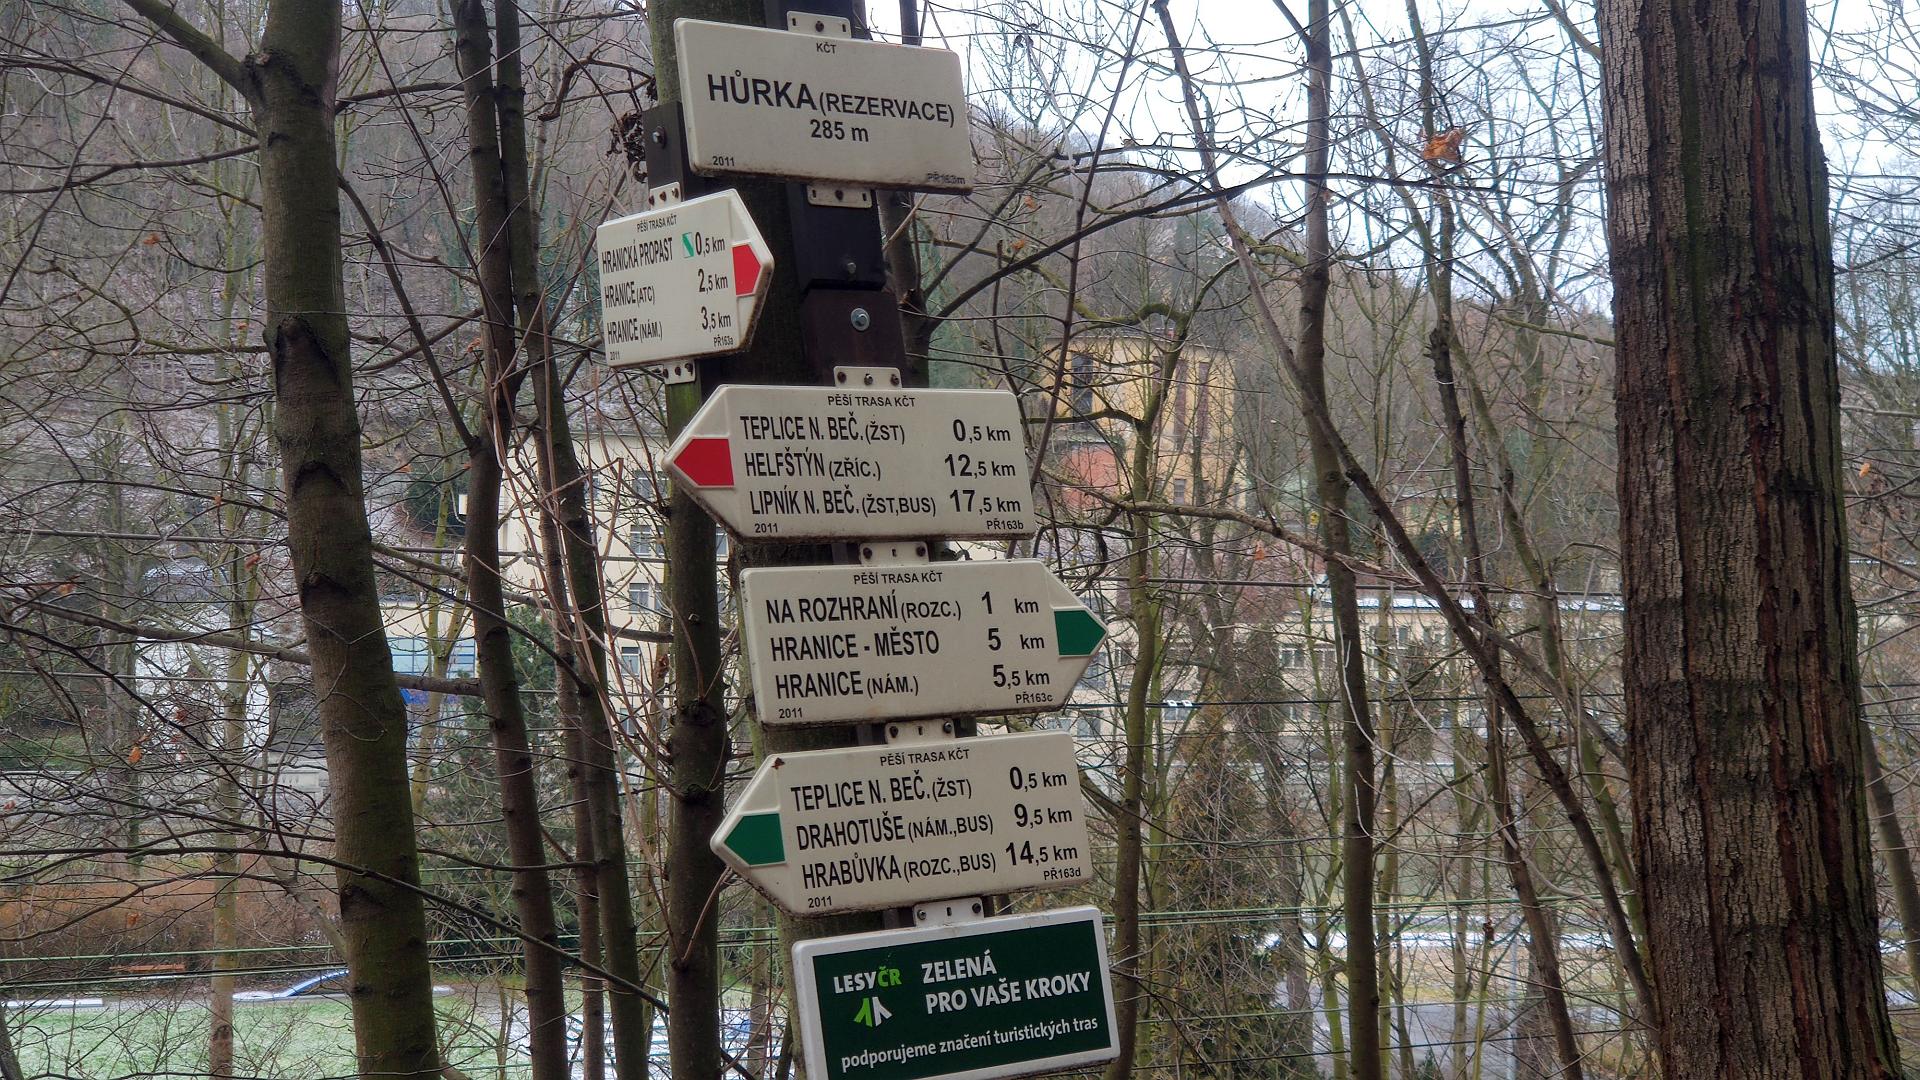 KČT
HŮRKA (REZERVACE)
285 m
2011 PŘ163m
PĚŠÍ TRASA KČT
HRANICKÁ PROPAST 0,5 km
HRANICE (ATC) 2,5 km
HRANICE (NÁM.) 3,5 km
2011 PŘ163a
PĚŠÍ TRASA KČT
TEPLICE N. BEČ. (ŽST) 0,5 km
HELFŠTÝN (ZŘÍC.) 12,5 km
LIPNÍK N. BEČ. (ŽST,BUS) 17,5 km
2011 PŘ163b
PĚŠÍ TRASA KČT
NA ROZHRANÍ (ROZC.) 1 km
HRANICE - MĚSTO 5 km
HRANICE (NÁM.) 5,5 km
2011 PŘ163c
PĚŠÍ TRASA KČT
TEPLICE N. BEČ. (ŽST) 0,5 km
DRAHOTUŠE (NÁM.,BUS) 9,5 km
HRABŮVKA (ROZC.,BUS) 14,5 km
2011 PŘ163d
LESY ČR ZELENÁ
PRO VAŠE KROKY
podporujeme značení turistických tras